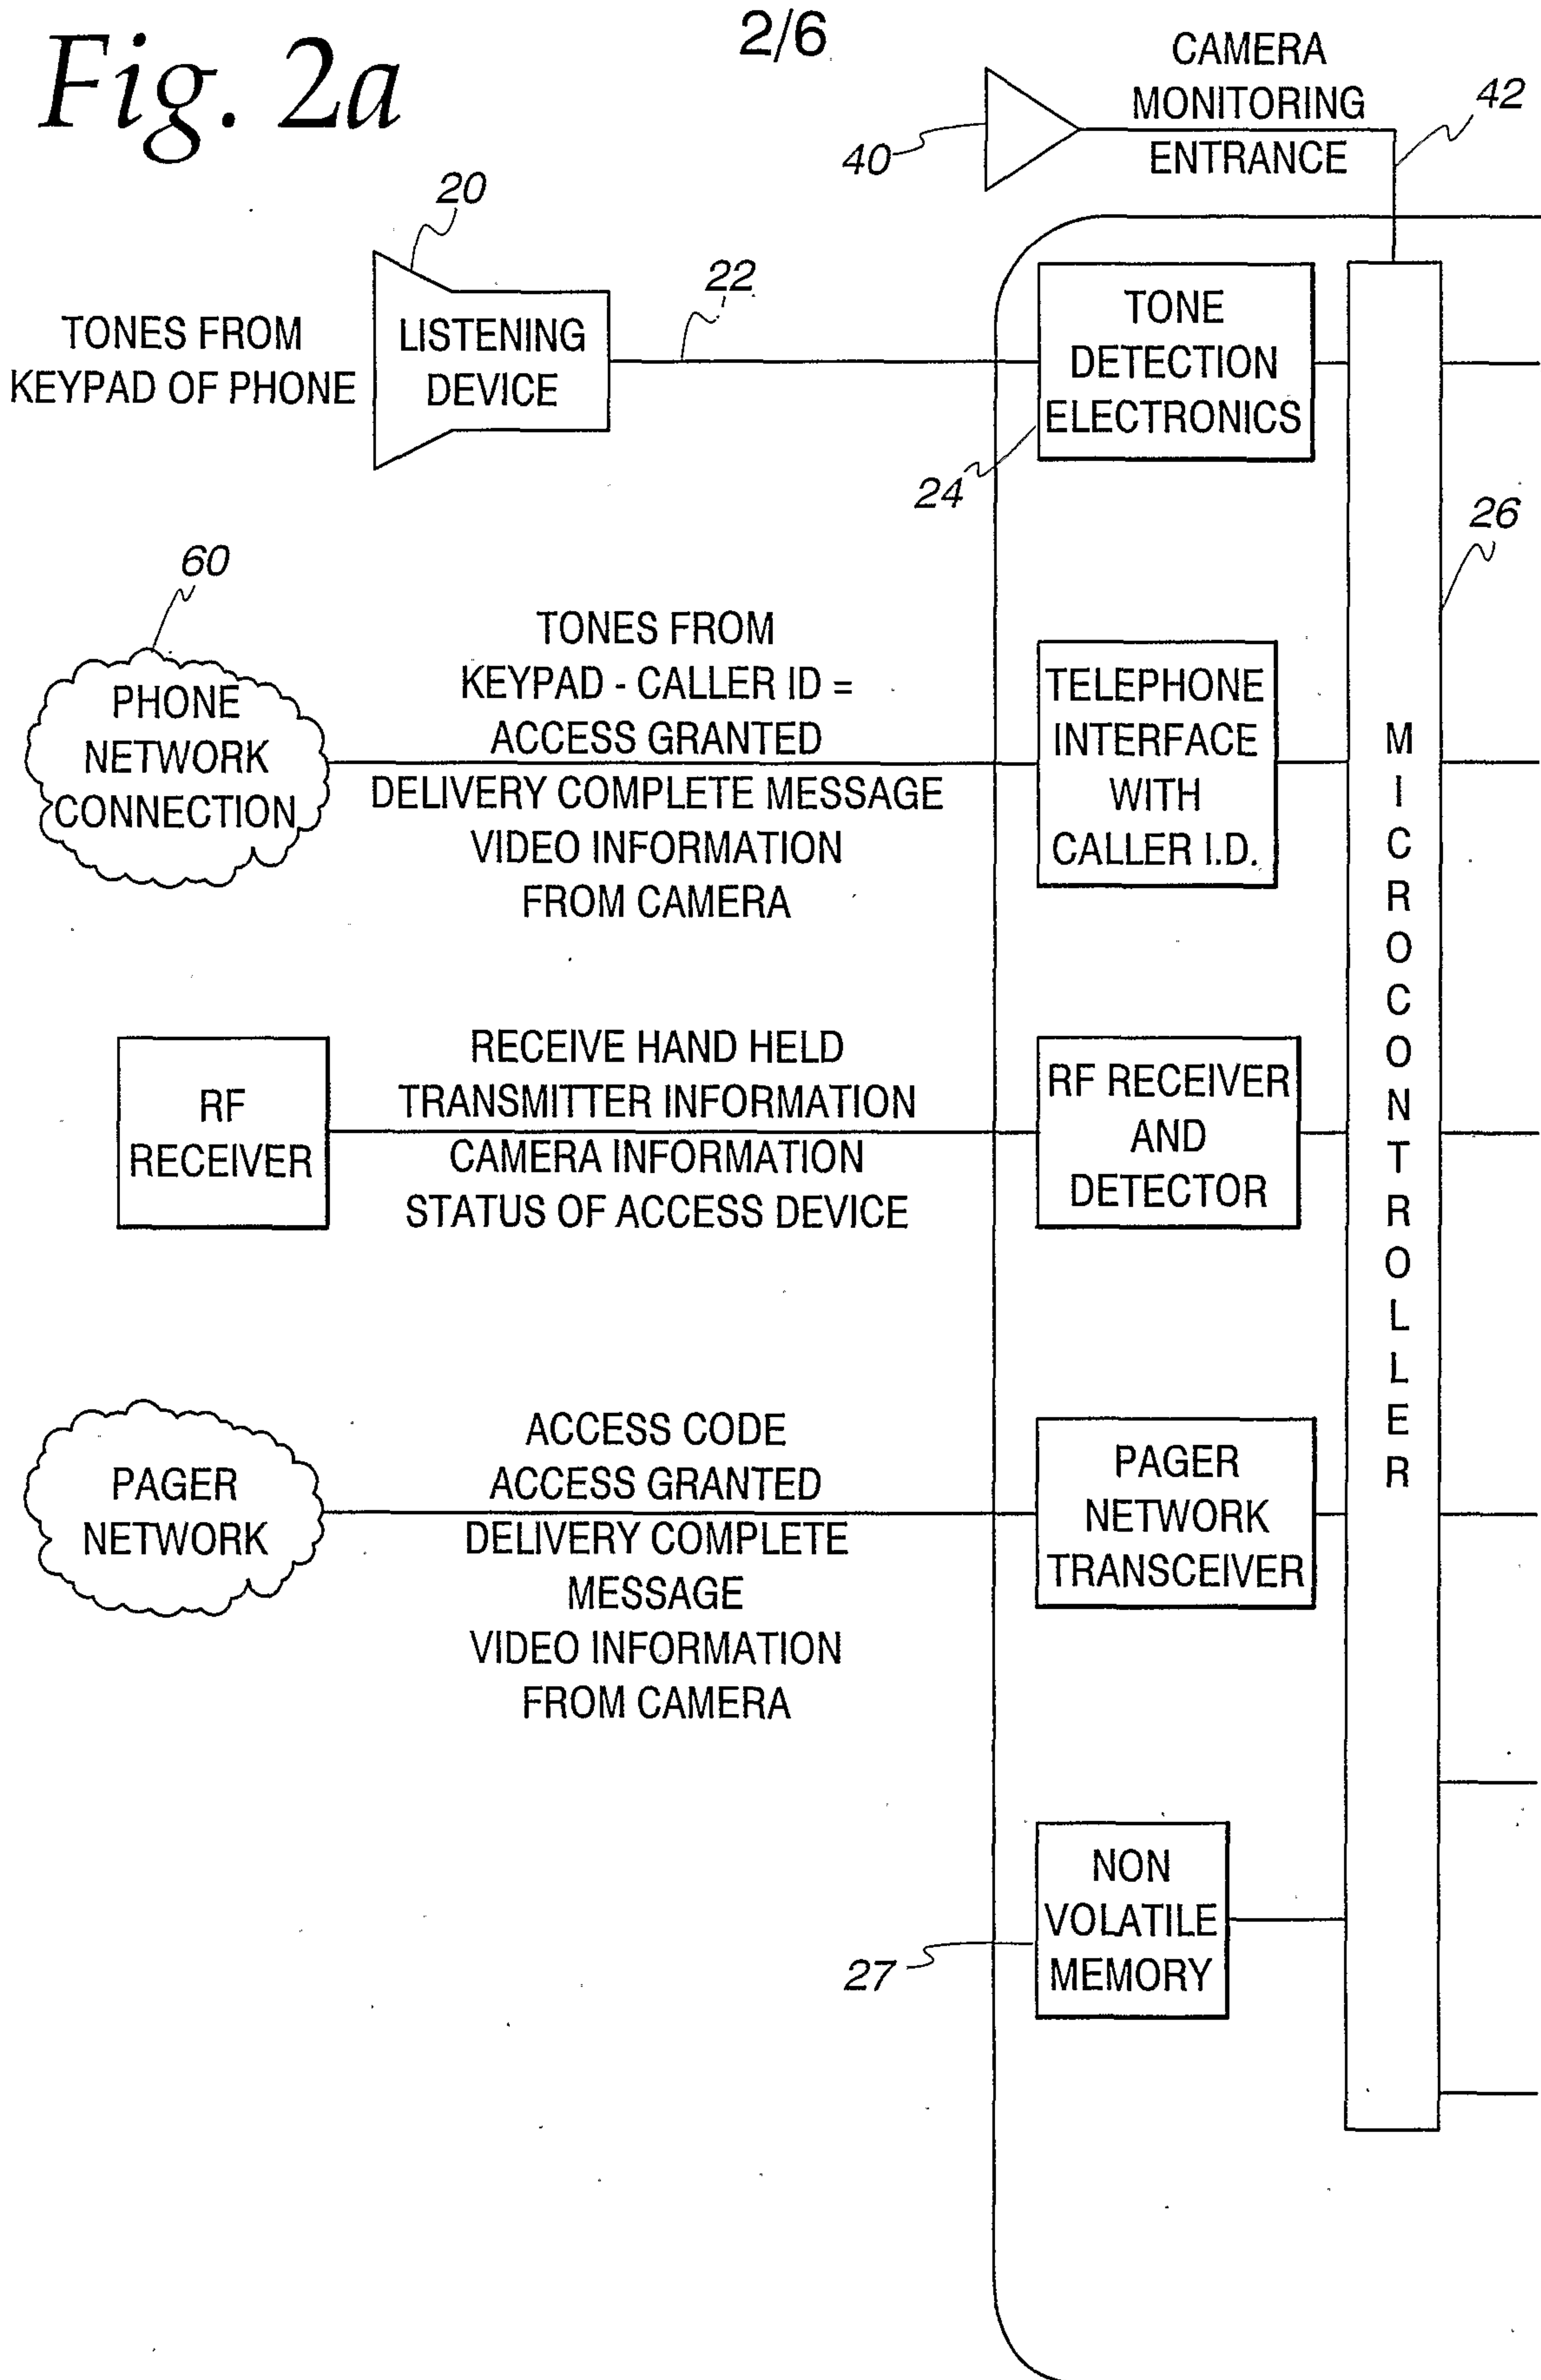 Fig. 2a
2/6
CAMERA
MONITORING
ENTRANCE
40
42
20
22
TONES FROM
KEYPAD OF PHONE
LISTENING
DEVICE
TONE
DETECTION
ELECTRONICS
24
26
60
PHONE
NETWORK
CONNECTION
TONES FROM
KEYPAD - CALLER ID =
ACCESS GRANTED
DELIVERY COMPLETE MESSAGE
VIDEO INFORMATION
FROM CAMERA
TELEPHONE
INTERFACE
WITH
CALLER I.D.
MICROCONTROLLER
RF
RECEIVER
RECEIVE HAND HELD
TRANSMITTER INFORMATION
CAMERA INFORMATION
STATUS OF ACCESS DEVICE
RF RECEIVER
AND
DETECTOR
PAGER
NETWORK
ACCESS CODE
ACCESS GRANTED
DELIVERY COMPLETE
MESSAGE
VIDEO INFORMATION
FROM CAMERA
PAGER
NETWORK
TRANSCEIVER
NON
VOLATILE
MEMORY
27